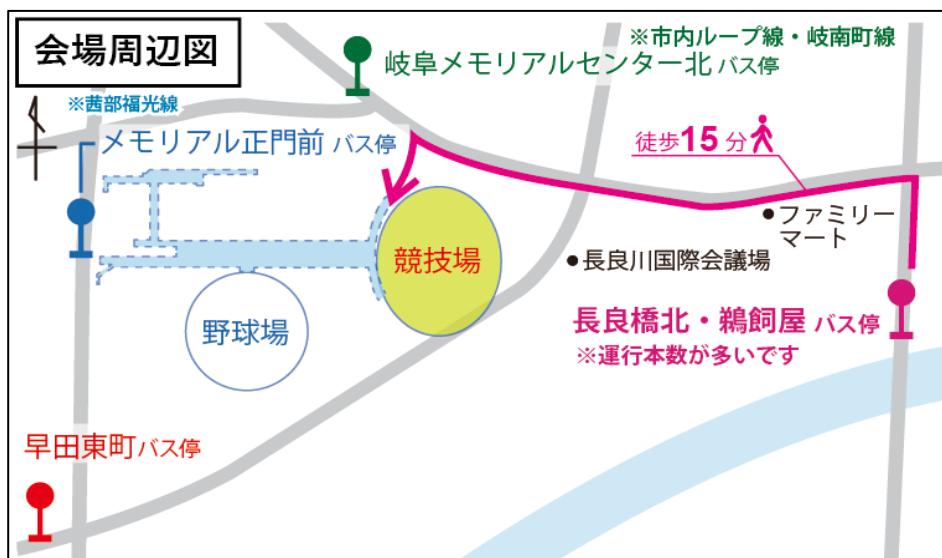 会場周辺図
※市内ループ線・岐南町線
岐阜メモリアルセンター北 バス停
※茜部福光線
メモリアル正門前 バス停
徒歩15分
ファミリー
マート
競技場
長良川国際会議場
野球場
長良橋北・鵜飼屋 バス停
※運行本数が多いです
早田東町バス停